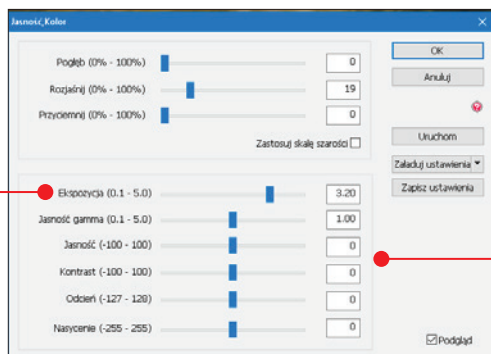 Jasność_Kolor
Pogłęb (0% - 100%) 0
Rozjaśnij (0% - 100%) 19
Przyciemnij (0% - 100%) 0
Zastosuj skalę szarości
Ekspozycja (0.1 - 5.0) 3.20
Jasność gamma (0.1 - 5.0) 1.00
Jasność (-100 - 100) 0
Kontrast (-100 - 100) 0
Odcień (-127 - 128) 0
Nasycenie (-255 - 255) 0
OK
Anuluj
Uruchom
Załaduj ustawienia
Zapisz ustawienia
Podgląd